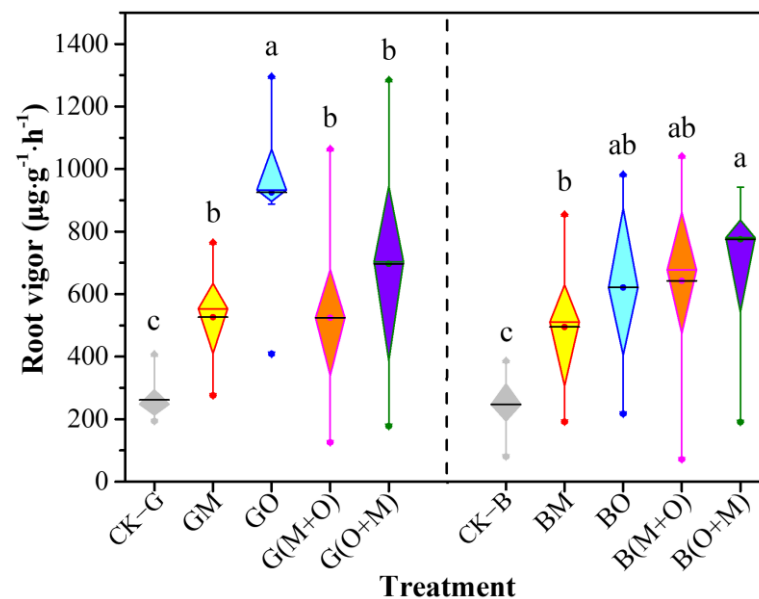 Root vigor (μg·g⁻¹·h⁻¹)
1400
1200
1000
800
600
400
200
0
c
b
a
b
b
c
b
ab
ab
a
CK−G
GM
GO
G(M+O)
G(O+M)
CK−B
BM
BO
B(M+O)
B(O+M)
Treatment